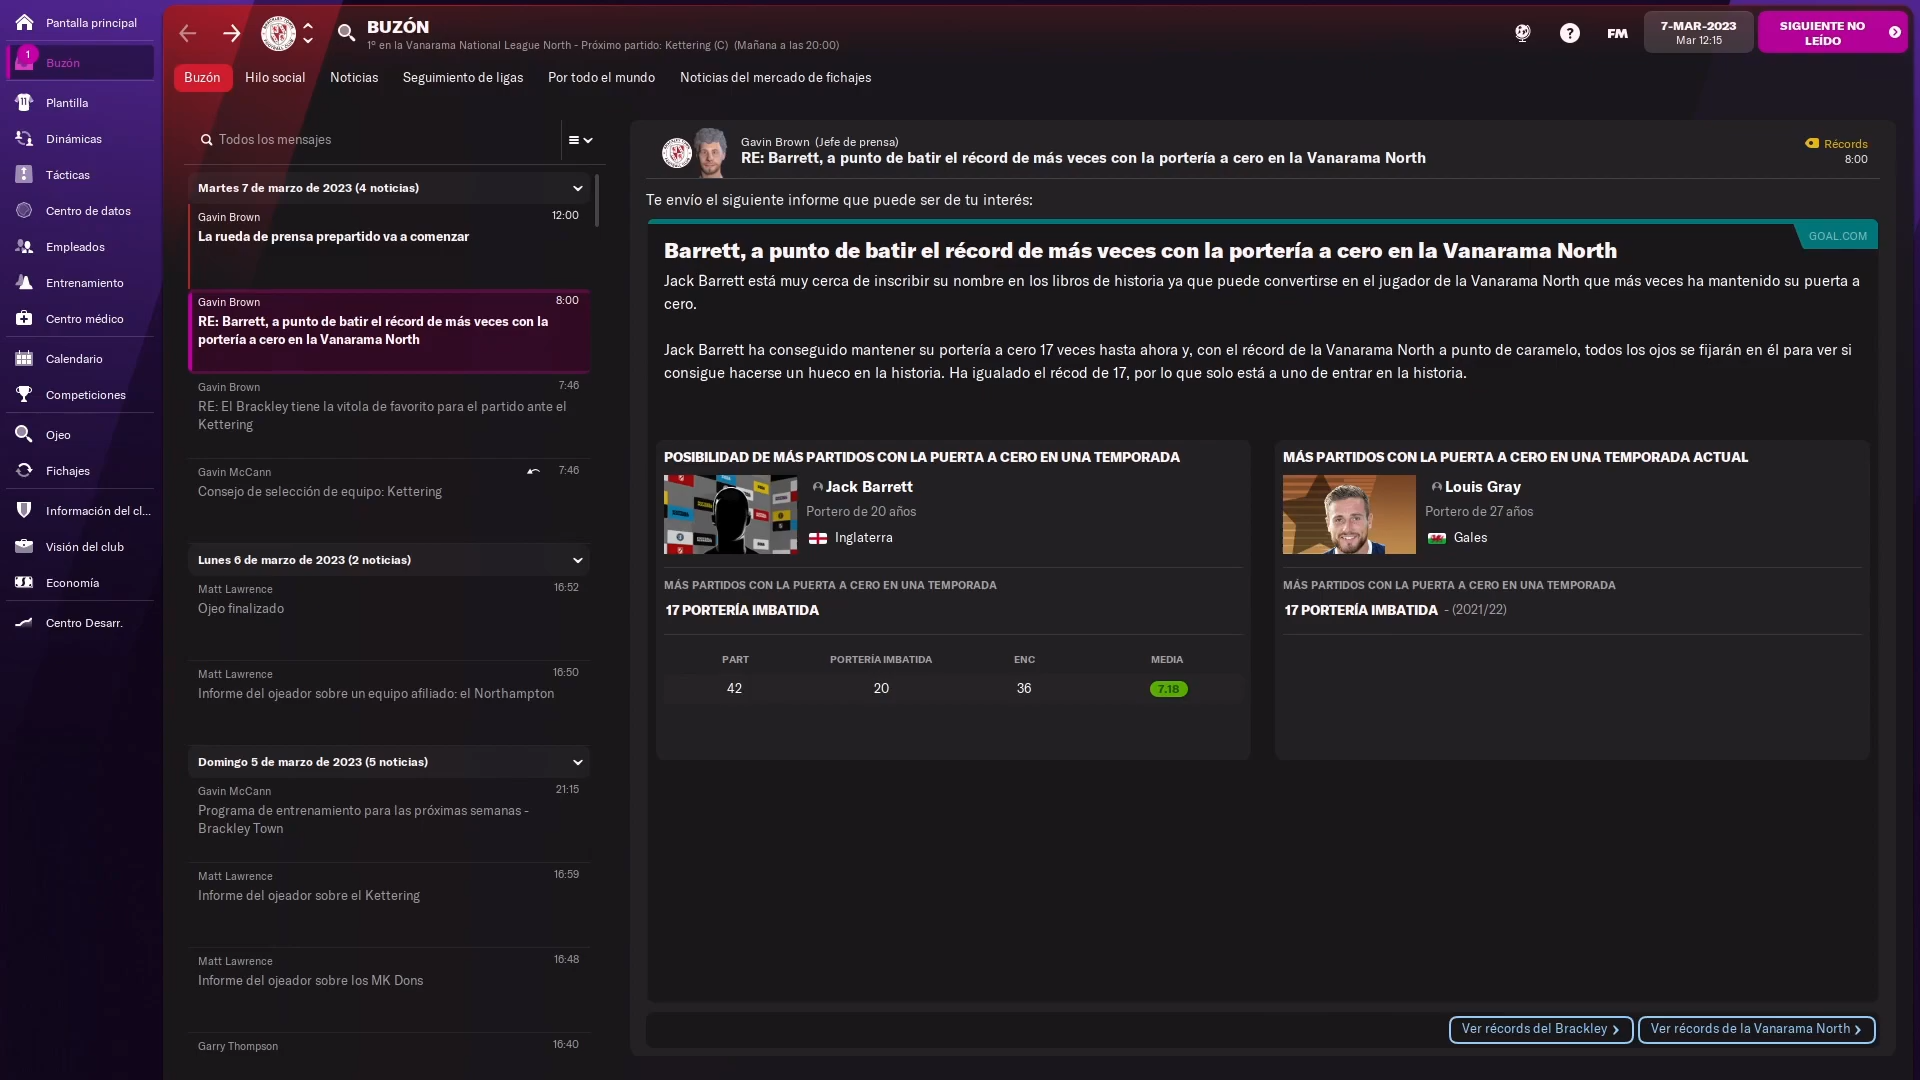 Pantalla principal
1
Buzón
Plantilla
Dinámicas
Tácticas
Centro de datos
Empleados
Entrenamiento
Centro médico
Calendario
Competiciones
Ojeo
Fichajes
Información del cl...
Visión del club
Economía
Centro Desarr.
BUZÓN
1º en la Vanarama National League North - Próximo partido: Kettering (C) (Mañana a las 20:00)
FM
7-MAR-2023
Mar 12:15
SIGUIENTE NO
LEÍDO
Buzón
Hilo social
Noticias
Seguimiento de ligas
Por todo el mundo
Noticias del mercado de fichajes
Todos los mensajes
Martes 7 de marzo de 2023 (4 noticias)
Gavin Brown 12:00
La rueda de prensa prepartido va a comenzar
Gavin Brown 8:00
RE: Barrett, a punto de batir el récord de más veces con la
portería a cero en la Vanarama North
Gavin Brown 7:46
RE: El Brackley tiene la vitola de favorito para el partido ante el
Kettering
Gavin McCann 7:46
Consejo de selección de equipo: Kettering
Lunes 6 de marzo de 2023 (2 noticias)
Matt Lawrence 16:52
Ojeo finalizado
Matt Lawrence 16:50
Informe del ojeador sobre un equipo afiliado: el Northampton
Domingo 5 de marzo de 2023 (5 noticias)
Gavin McCann 21:15
Programa de entrenamiento para las próximas semanas -
Brackley Town
Matt Lawrence 16:59
Informe del ojeador sobre el Kettering
Matt Lawrence 16:48
Informe del ojeador sobre los MK Dons
Garry Thompson 16:40
Gavin Brown (Jefe de prensa)
RE: Barrett, a punto de batir el récord de más veces con la portería a cero en la Vanarama North
Récords
8:00
Te envío el siguiente informe que puede ser de tu interés:
GOAL.COM
Barrett, a punto de batir el récord de más veces con la portería a cero en la Vanarama North
Jack Barrett está muy cerca de inscribir su nombre en los libros de historia ya que puede convertirse en el jugador de la Vanarama North que más veces ha mantenido su puerta a
cero.
Jack Barrett ha conseguido mantener su portería a cero 17 veces hasta ahora y, con el récord de la Vanarama North a punto de caramelo, todos los ojos se fijarán en él para ver si
consigue hacerse un hueco en la historia. Ha igualado el récod de 17, por lo que solo está a uno de entrar en la historia.
POSIBILIDAD DE MÁS PARTIDOS CON LA PUERTA A CERO EN UNA TEMPORADA
Jack Barrett
Portero de 20 años
Inglaterra
MÁS PARTIDOS CON LA PUERTA A CERO EN UNA TEMPORADA
17 PORTERÍA IMBATIDA
PART PORTERÍA IMBATIDA ENC MEDIA
42 20 36 7.18
MÁS PARTIDOS CON LA PUERTA A CERO EN UNA TEMPORADA ACTUAL
Louis Gray
Portero de 27 años
Gales
MÁS PARTIDOS CON LA PUERTA A CERO EN UNA TEMPORADA
17 PORTERÍA IMBATIDA - (2021/22)
Ver récords del Brackley
Ver récords de la Vanarama North